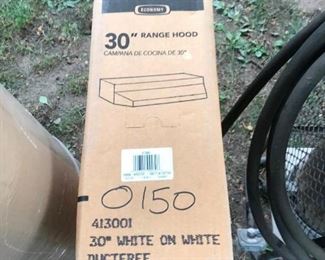 ECONOMY
30" RANGE HOOD
CAMPANA DE COCINA DE 30"
0150
413001
30" WHITE ON WHITE
DUCTFREE